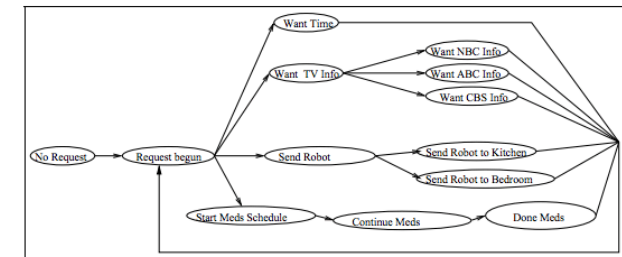 Want Time
Want TV Info
Want NBC Info
Want ABC Info
Want CBS Info
No Request
Request begun
Send Robot
Send Robot to Kitchen
Send Robot to Bedroom
Start Meds Schedule
Continue Meds
Done Meds